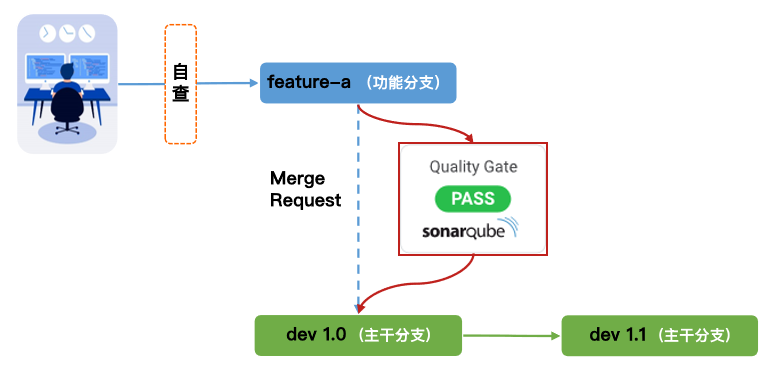 自
查
feature-a （功能分支）
Merge
Request
Quality Gate
PASS
sonarqube
dev 1.0 （主干分支）
dev 1.1 （主干分支）